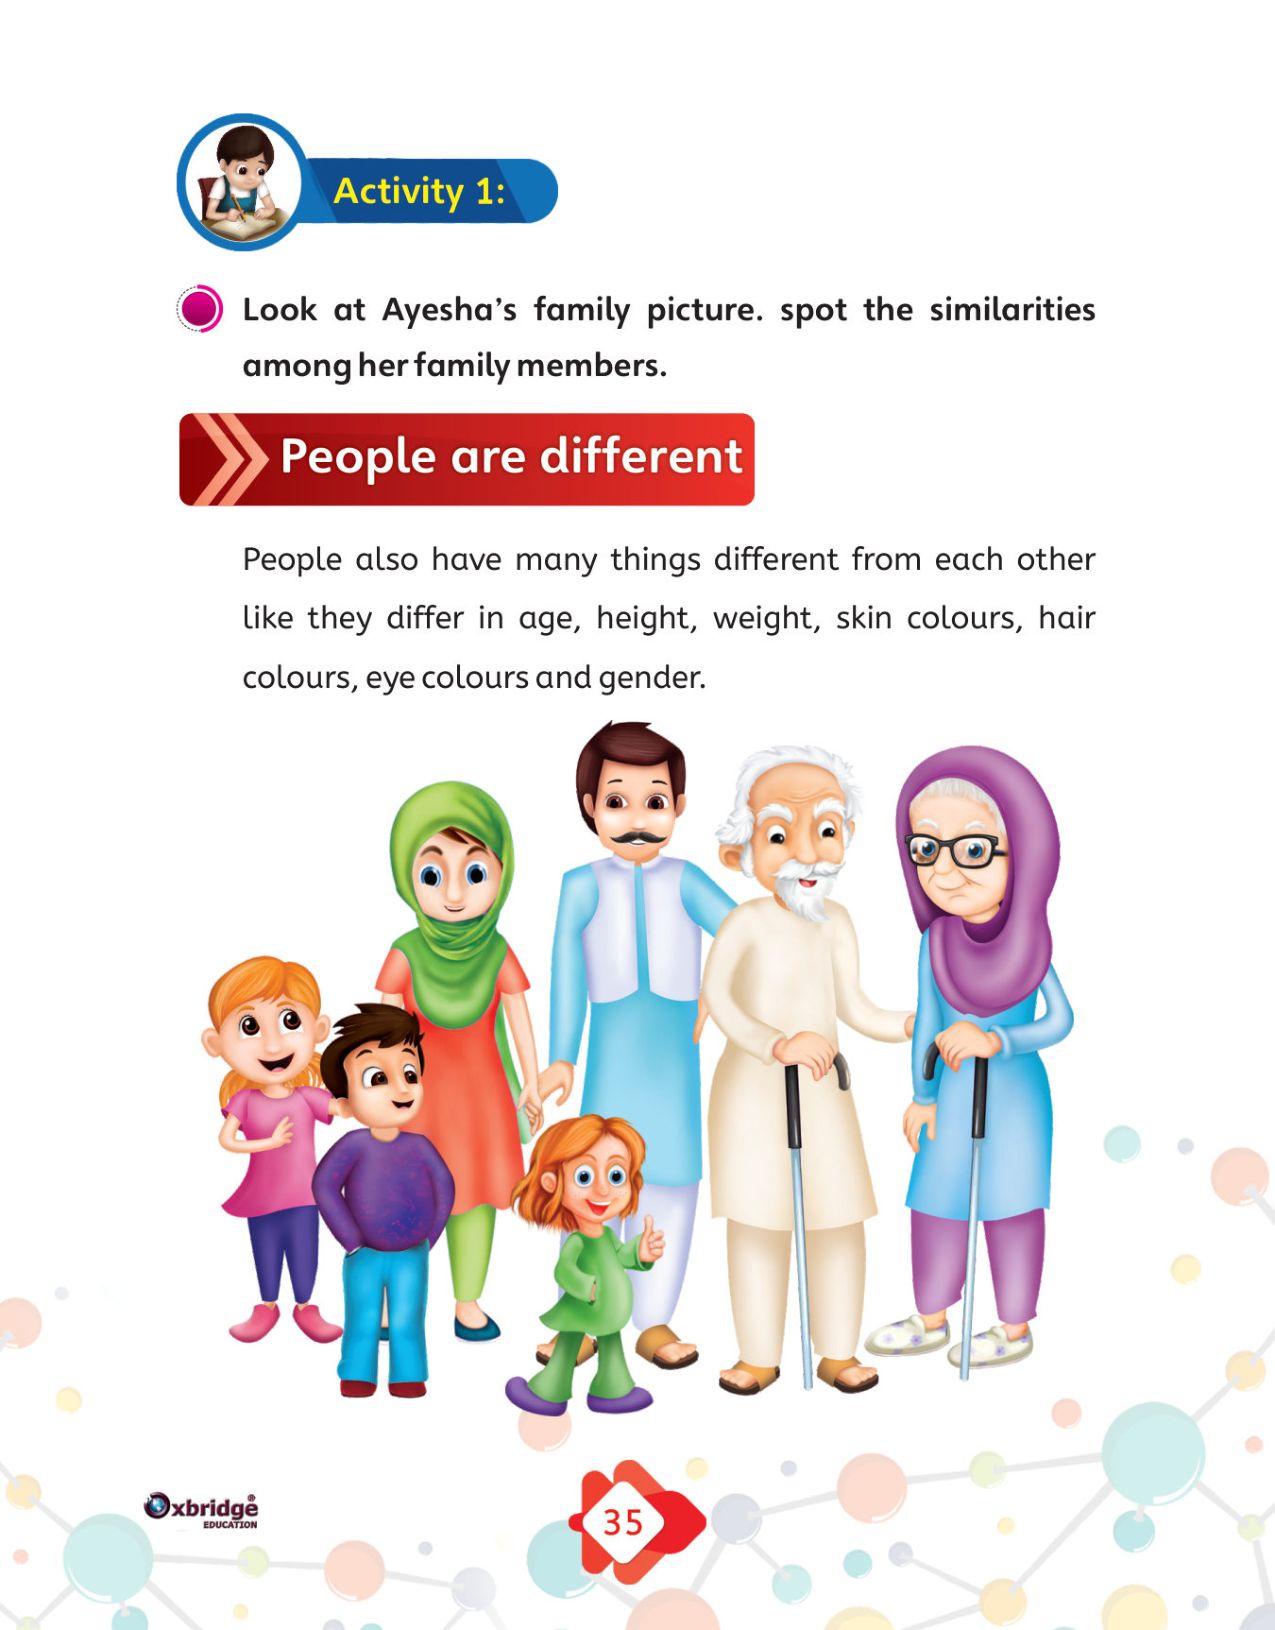 Activity 1:
Look at Ayesha’s family picture. spot the similarities
among her family members.
People are different
People also have many things different from each other
like they differ in age, height, weight, skin colours, hair
colours, eye colours and gender.
Oxbridge®
EDUCATION
35